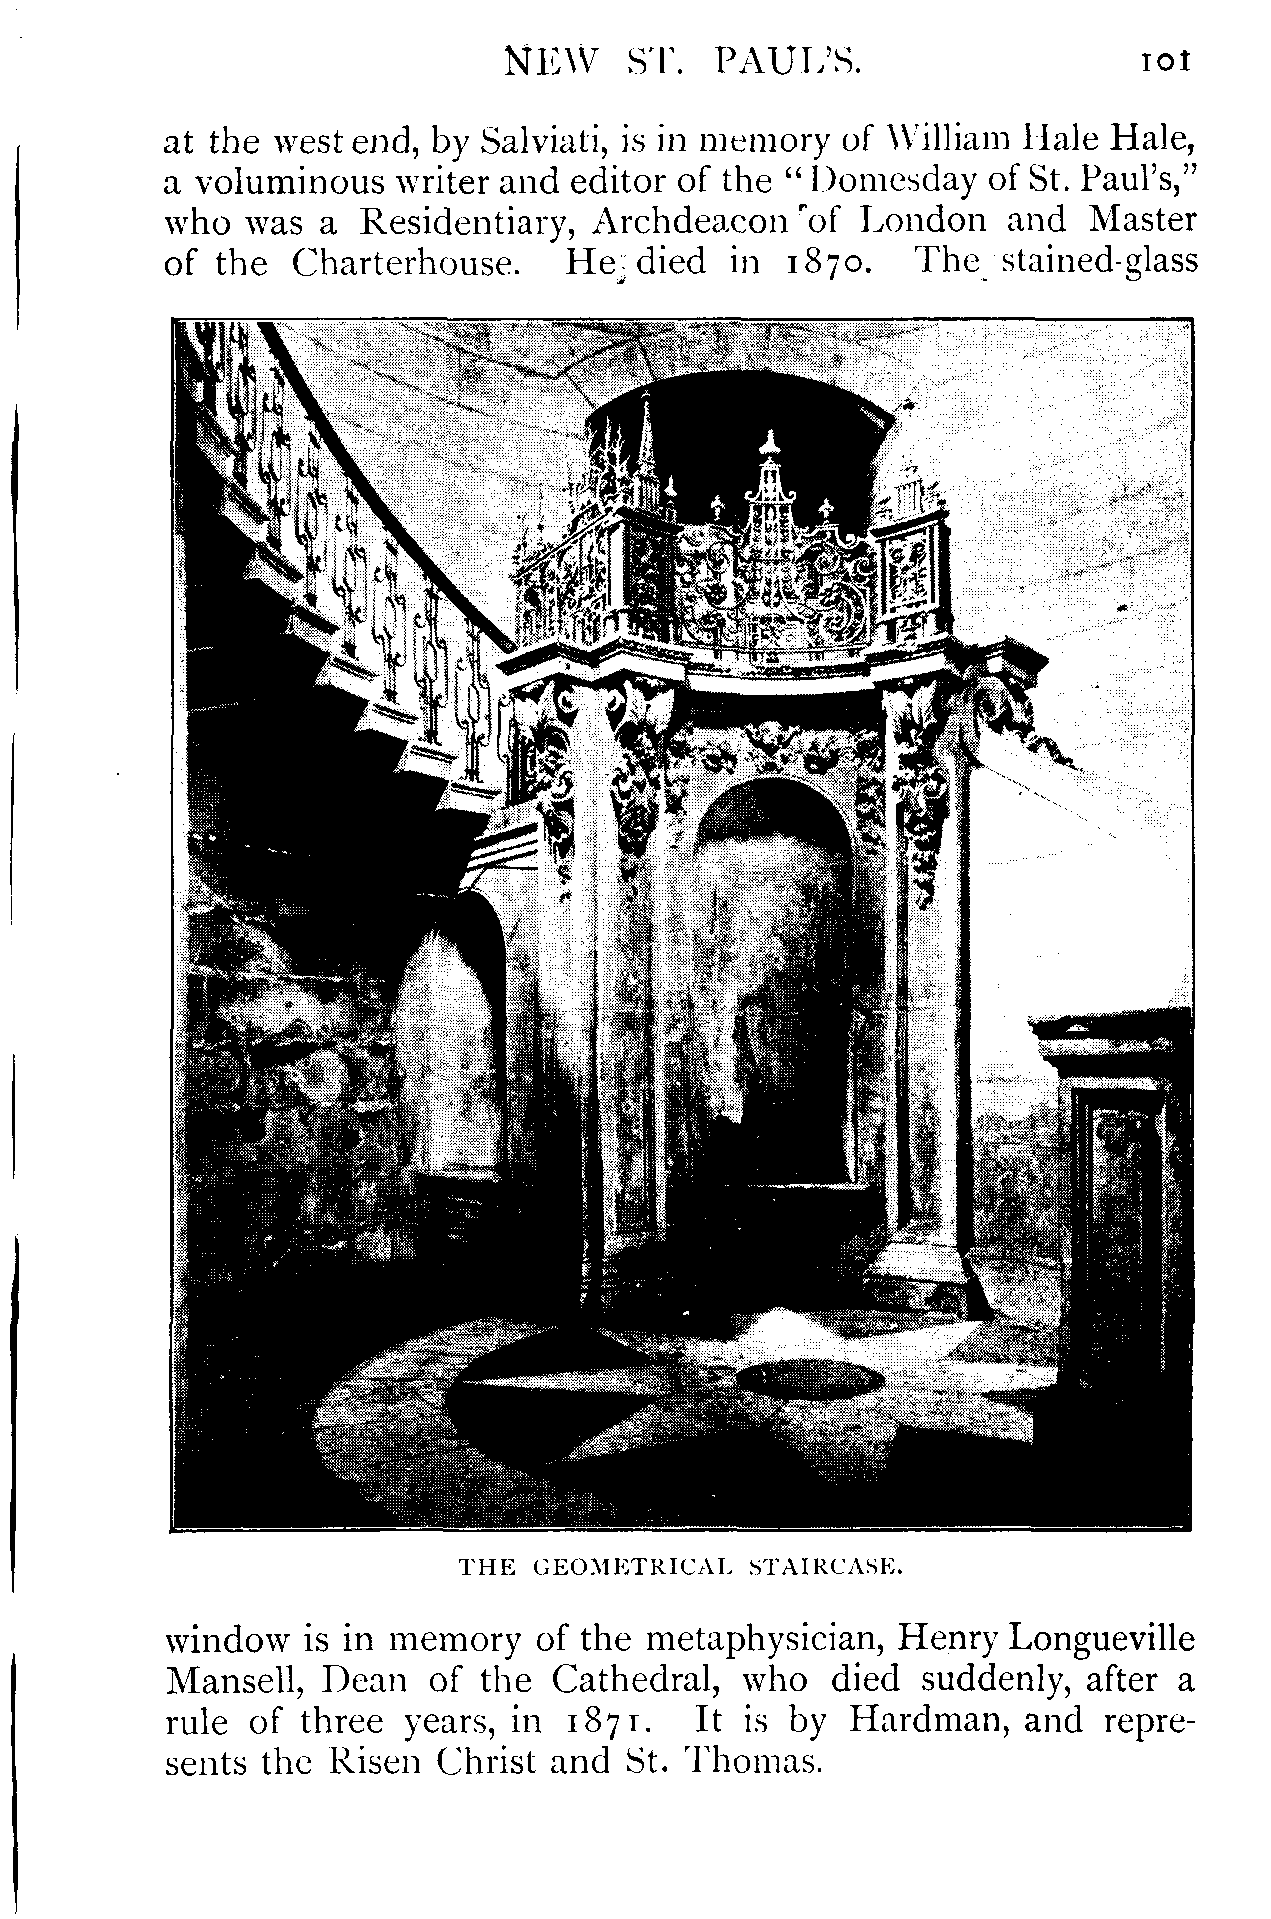 NEW ST. PAUL'S. 101
at the west end, by Salviati, is in memory of William Hale Hale,
a voluminous writer and editor of the "Domesday of St. Paul's,"
who was a Residentiary, Archdeacon of London and Master
of the Charterhouse. He died in 1870. The stained-glass
THE GEOMETRICAL STAIRCASE.
window is in memory of the metaphysician, Henry Longueville
Mansell, Dean of the Cathedral, who died suddenly, after a
rule of three years, in 1871. It is by Hardman, and repre-
sents the Risen Christ and St. Thomas.